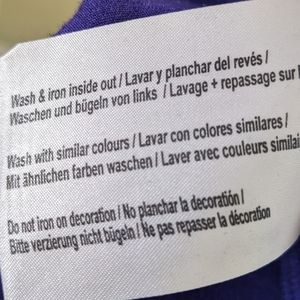 Wash & iron inside out / Lavar y planchar del revés /
Waschen und bügeln von links / Lavage + repassage sur
Wash with similar colours / Lavar con colores similares /
Mit ähnlichen farben waschen / Laver avec couleurs similai
Do not iron on decoration / No planchar la decoratión /
Bitte verzierung nicht bügeln / Ne pas repasser la décoration